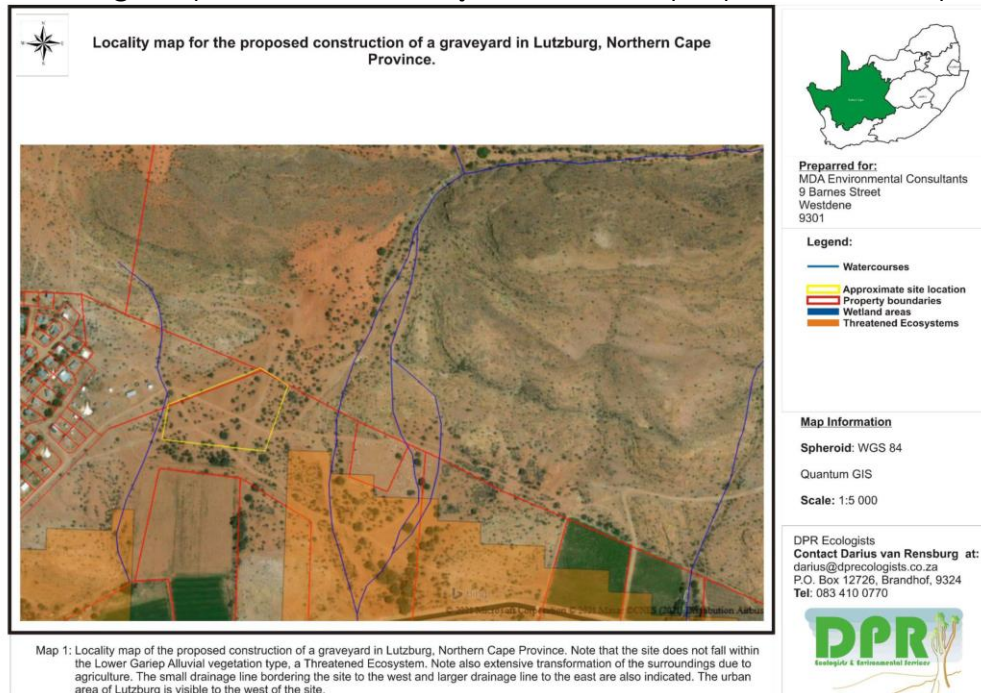 Locality map for the proposed construction of a graveyard in Lutzburg, Northern Cape
Province.
Preparred for:
MDA Environmental Consultants
9 Barnes Street
Westdene
9301
Legend:
Watercourses
Approximate site location
Property boundaries
Wetland areas
Threatened Ecosystems
Map Information
Spheroid: WGS 84
Quantum GIS
Scale: 1:5 000
DPR Ecologists
Contact Darius van Rensburg at:
darius@dprecologists.co.za
P.O. Box 12726, Brandhof, 9324
Tel: 083 410 0770
DPR
Ecologists & Environmental Services
Map 1: Locality map of the proposed construction of a graveyard in Lutzburg, Northern Cape Province. Note that the site does not fall within
the Lower Gariep Alluvial vegetation type, a Threatened Ecosystem. Note also extensive transformation of the surroundings due to
agriculture. The small drainage line bordering the site to the west and larger drainage line to the east are also indicated. The urban
area of Lutzburg is visible to the west of the site.